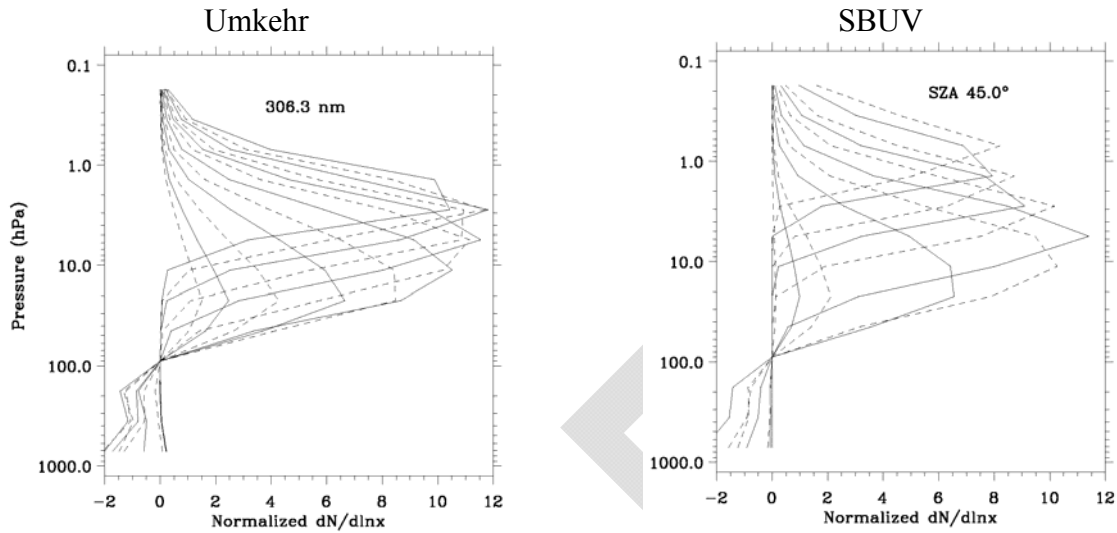 Umkehr
SBUV
306.3 nm
Pressure (hPa)
0.1
1.0
10.0
100.0
1000.0
-2 0 2 4 6 8 10 12
Normalized dN/dlnx
SZA 45.0°
0.1
1.0
10.0
100.0
1000.0
-2 0 2 4 6 8 10 12
Normalized dN/dlnx